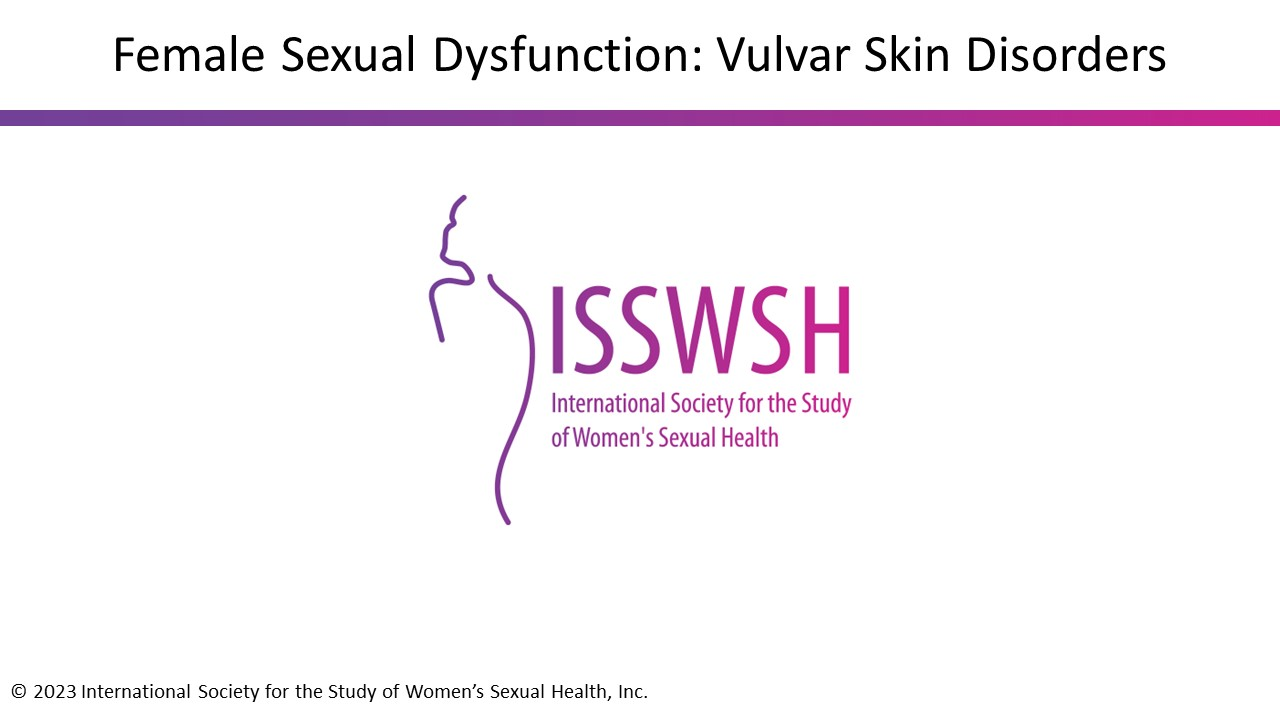 Female Sexual Dysfunction: Vulvar Skin Disorders
ISSWSH
International Society for the Study
of Women's Sexual Health
© 2023 International Society for the Study of Women’s Sexual Health, Inc.